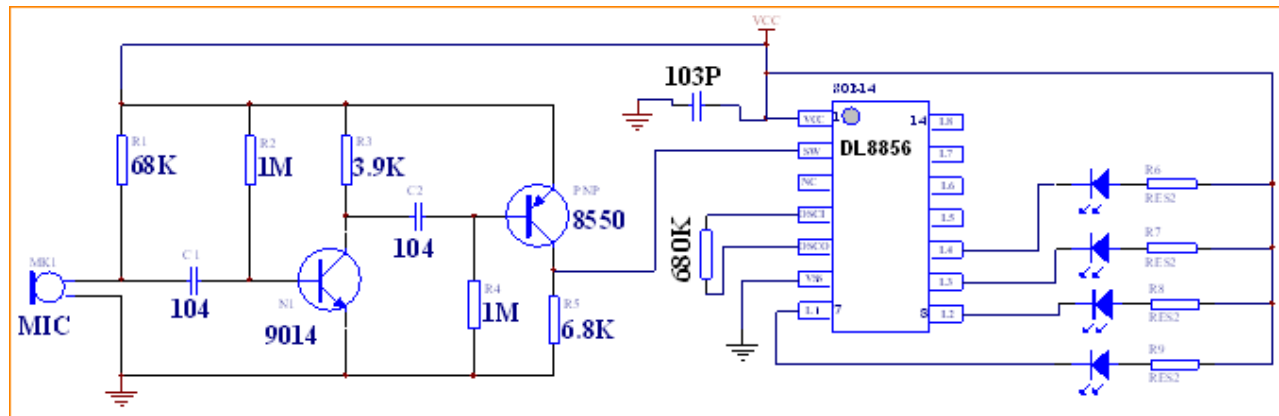 VCC
103P
80114
1
14
VCC
L8
DL8856
R1
68K
R2
1M
R3
3.9K
SW
L7
NC
L6
R6
RES2
C2
104
PNP
8550
OSCI
L5
680K
OSCO
L4
R7
RES2
C1
104
MK1
MIC
N1
9014
R4
1M
R5
6.8K
VSS
L3
R8
RES2
L1
7
8
L2
R9
RES2